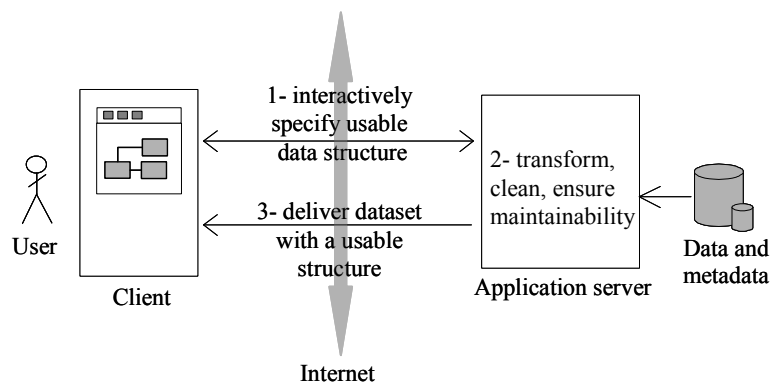 1- interactively
specify usable
data structure
2- transform,
clean, ensure
maintainability
3- deliver dataset
with a usable
structure
User
Client
Application server
Data and
metadata
Internet